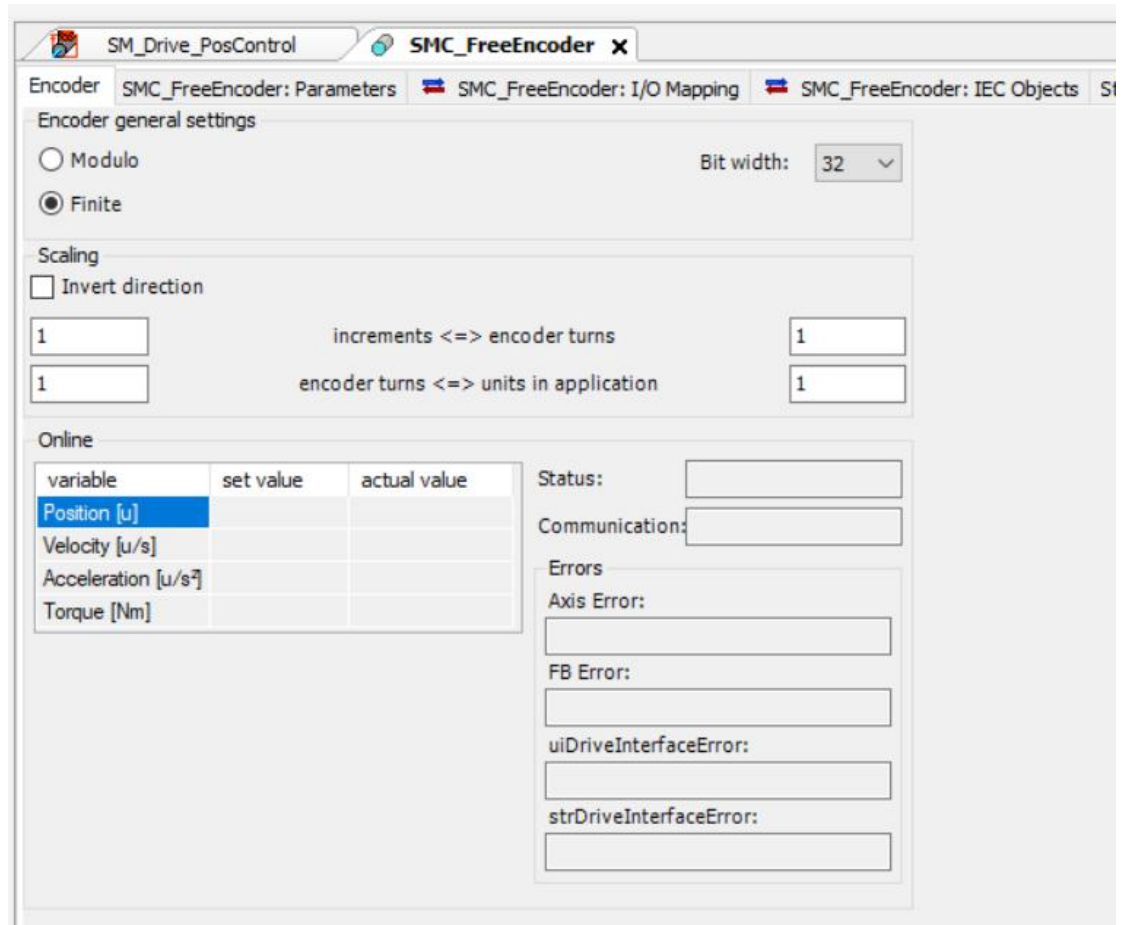 SM_Drive_PosControl SMC_FreeEncoder x
Encoder SMC_FreeEncoder: Parameters SMC_FreeEncoder: I/O Mapping SMC_FreeEncoder: IEC Objects St
Encoder general settings
Modulo Bit width: 32
Finite
Scaling
Invert direction
1 increments <=> encoder turns 1
1 encoder turns <=> units in application 1
Online
variable set value actual value
Position [u]
Velocity [u/s]
Acceleration [u/s²]
Torque [Nm]
Status:
Communication:
Errors
Axis Error:
FB Error:
uiDriveInterfaceError:
strDriveInterfaceError: